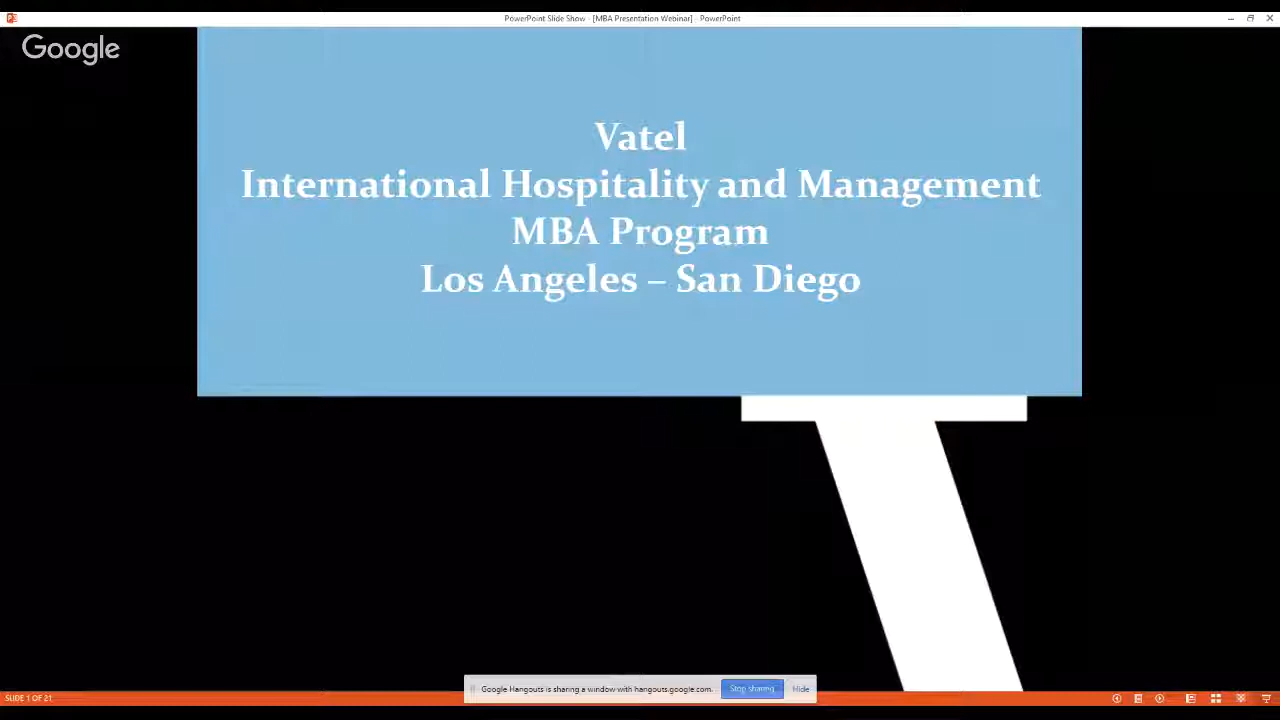 PowerPoint Slide Show - [MBA Presentation Webinar] - PowerPoint
Google
Vatel
International Hospitality and Management
MBA Program
Los Angeles – San Diego
Google Hangouts is sharing a window with hangouts.google.com.
Stop sharing
Hide
SLIDE 1 OF 21